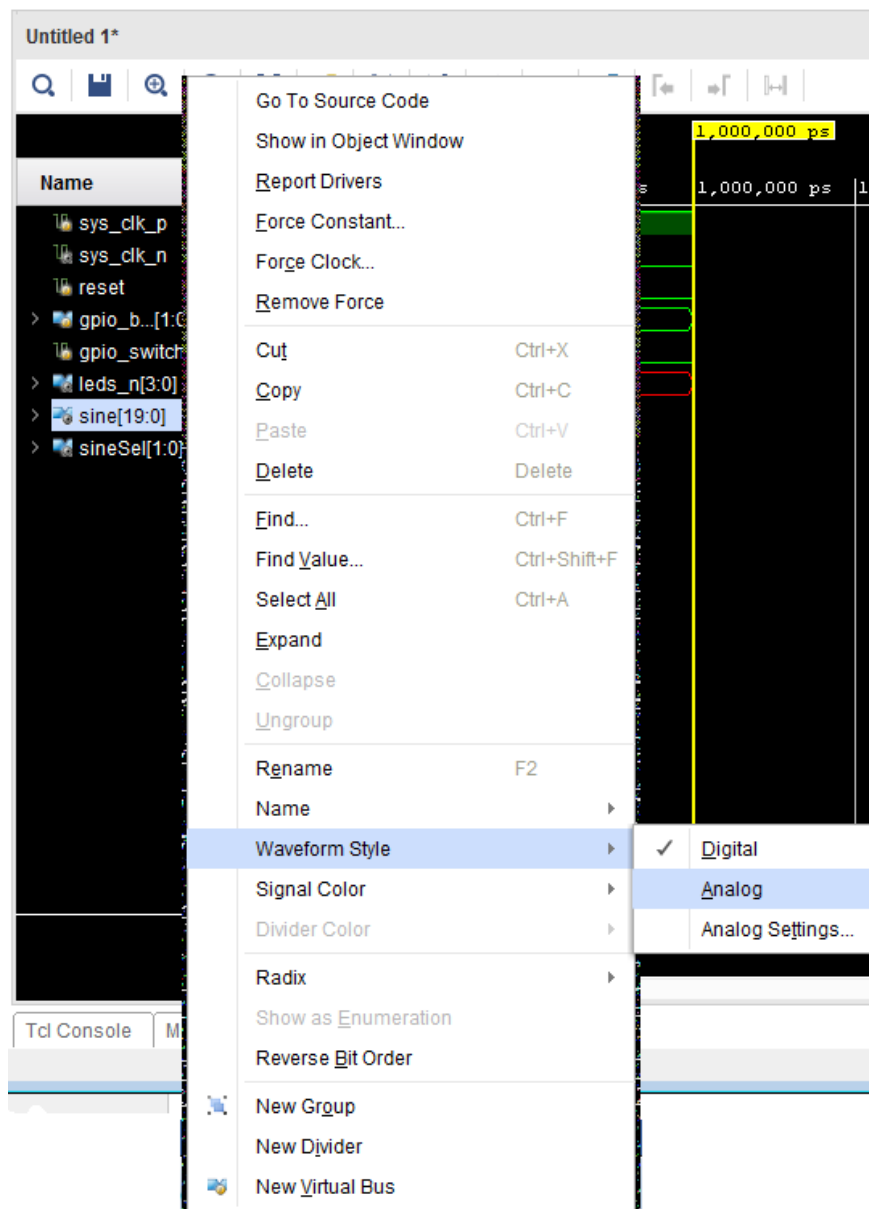 Untitled 1*
1,000,000 ps
Name
s
1,000,000 ps
1
sys_clk_p
sys_clk_n
reset
gpio_b...[1:0
gpio_switch
leds_n[3:0]
sine[19:0]
sineSel[1:0]
Go To Source Code
Show in Object Window
Report Drivers
Force Constant...
Force Clock...
Remove Force
Cut Ctrl+X
Copy Ctrl+C
Paste Ctrl+V
Delete Delete
Find... Ctrl+F
Find Value... Ctrl+Shift+F
Select All Ctrl+A
Expand
Collapse
Ungroup
Rename F2
Name
Waveform Style
Signal Color
Divider Color
Radix
Show as Enumeration
Reverse Bit Order
New Group
New Divider
New Virtual Bus
Digital
Analog
Analog Settings...
Tcl Console
M